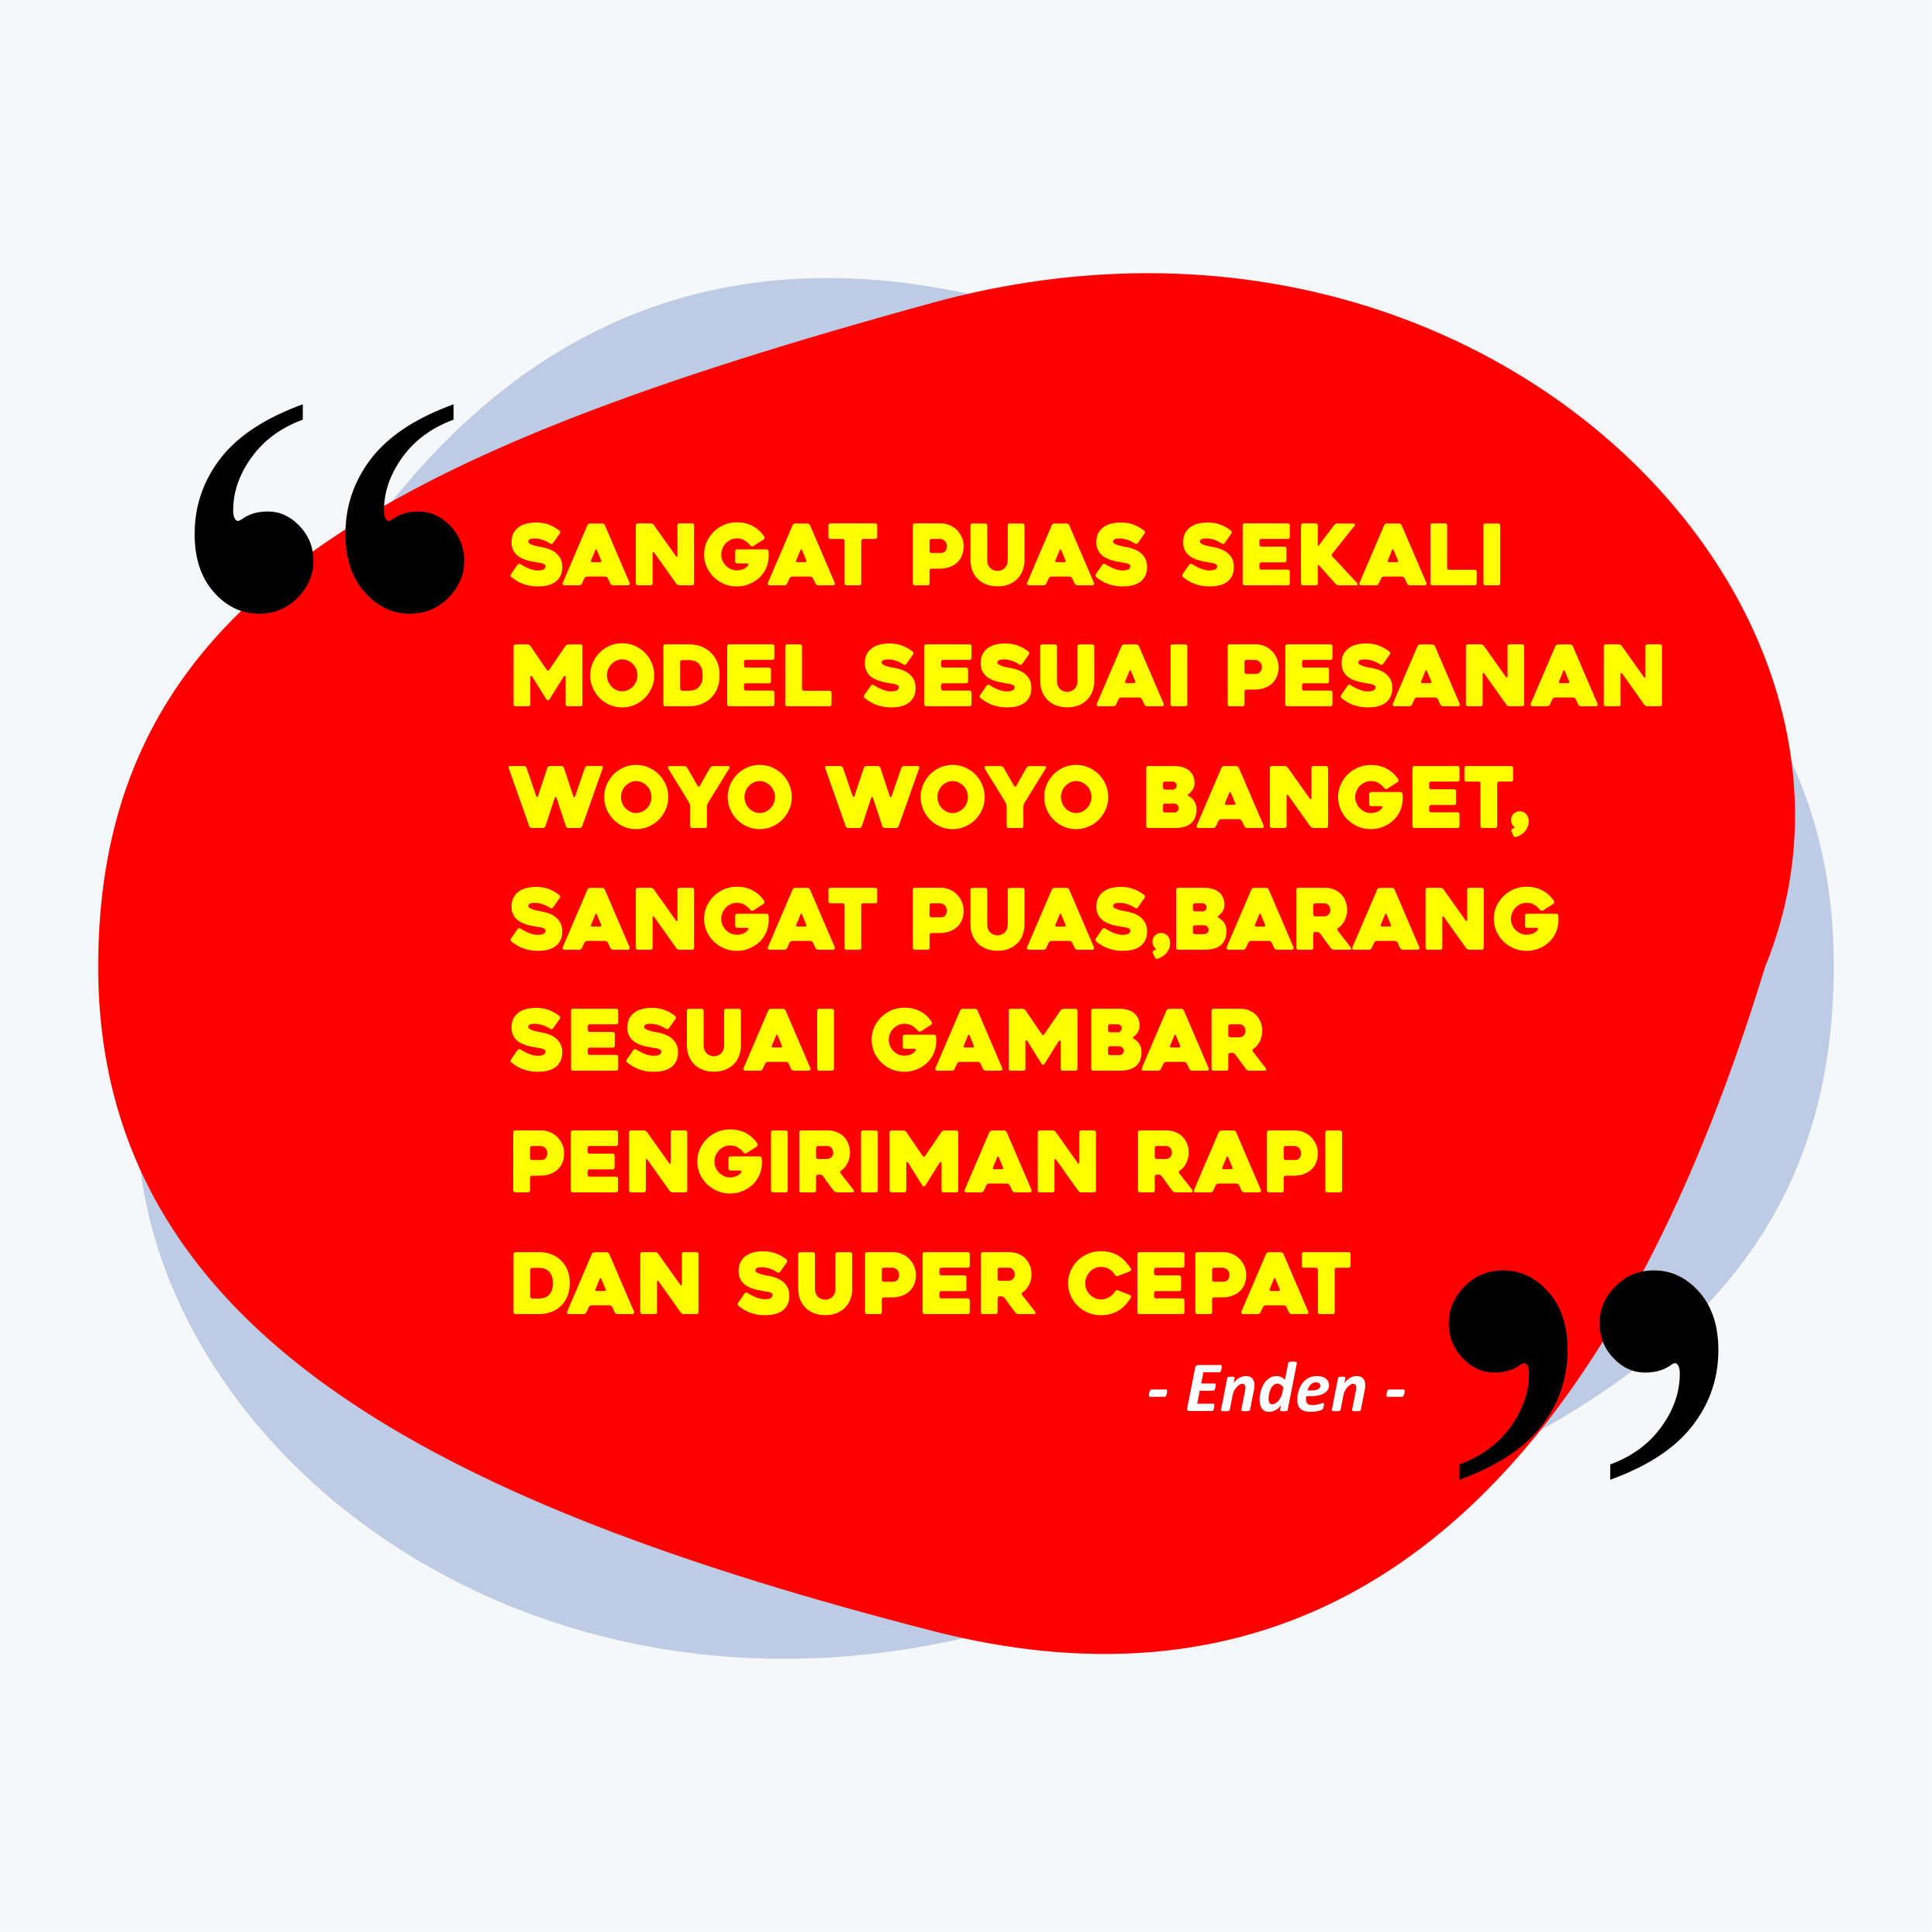 “
SANGAT PUAS SEKALI
MODEL SESUAI PESANAN
WOYO WOYO BANGET,
SANGAT PUAS,BARANG
SESUAI GAMBAR
PENGIRIMAN RAPI
DAN SUPER CEPAT
- Enden -
”